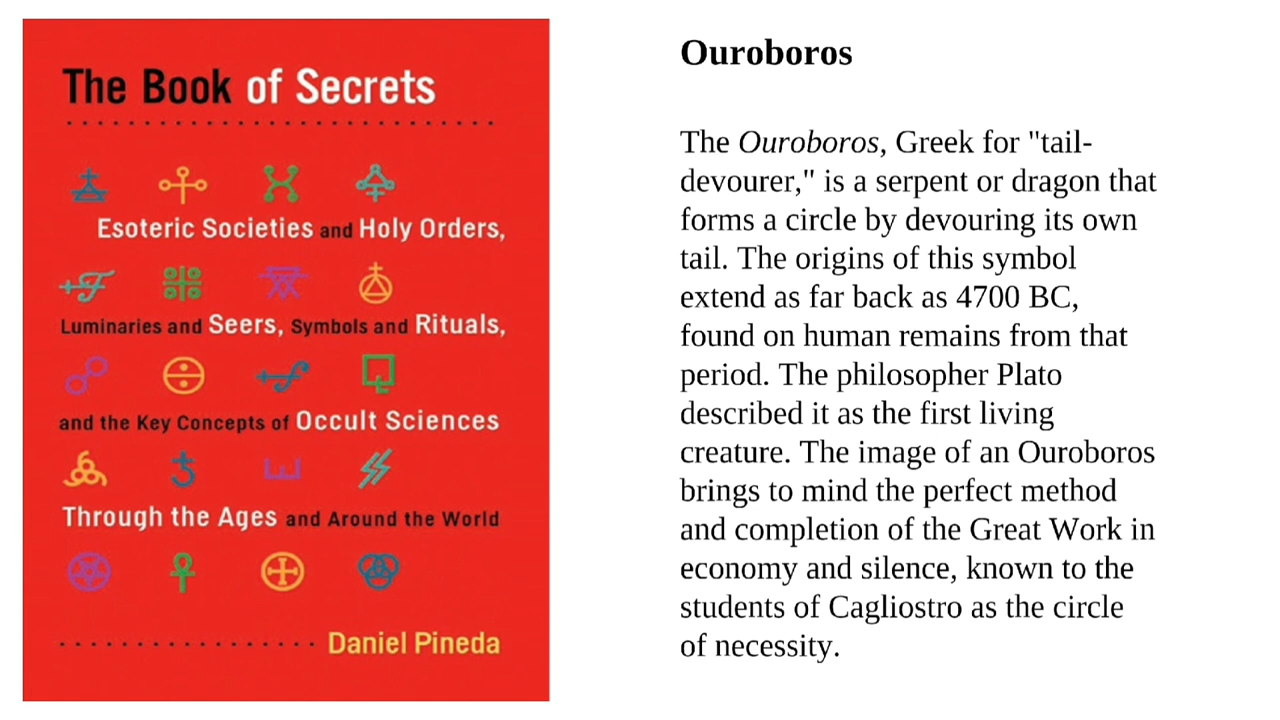 The Book of Secrets
Esoteric Societies and Holy Orders,
Luminaries and Seers, Symbols and Rituals,
and the Key Concepts of Occult Sciences
Through the Ages and Around the World
Daniel Pineda
Ouroboros
The Ouroboros, Greek for "tail-
devourer," is a serpent or dragon that
forms a circle by devouring its own
tail. The origins of this symbol
extend as far back as 4700 BC,
found on human remains from that
period. The philosopher Plato
described it as the first living
creature. The image of an Ouroboros
brings to mind the perfect method
and completion of the Great Work in
economy and silence, known to the
students of Cagliostro as the circle
of necessity.